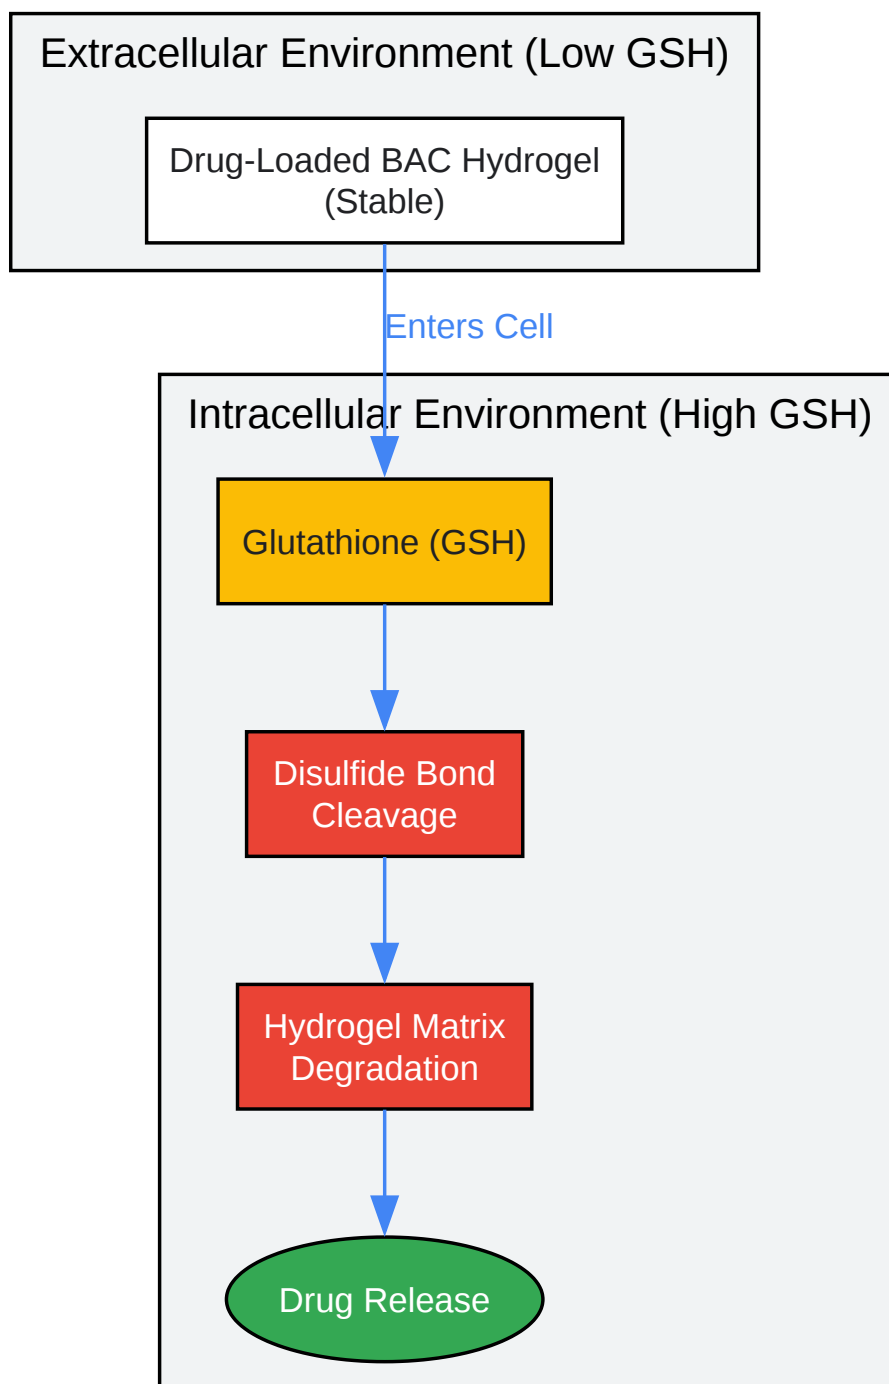 Extracellular Environment (Low GSH)
Drug-Loaded BAC Hydrogel
(Stable)
Enters Cell
Intracellular Environment (High GSH)
Glutathione (GSH)
Disulfide Bond
Cleavage
Hydrogel Matrix
Degradation
Drug Release